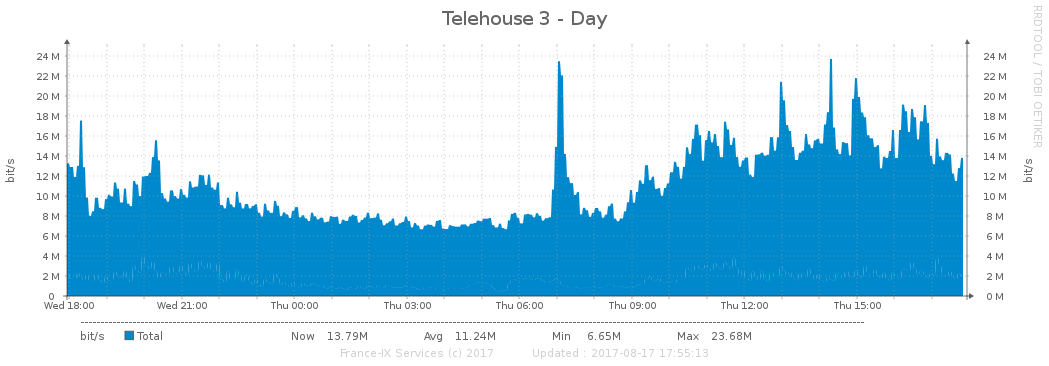 Telehouse 3 - Day
RRDTOOL / TOBI OETIKER
24 M 24 M
22 M 22 M
20 M 20 M
18 M 18 M
16 M 16 M
14 M 14 M
12 M 12 M
10 M 10 M
8 M 8 M
6 M 6 M
4 M 4 M
2 M 2 M
0 0 M
bit/s bit/s
Wed 18:00 Wed 21:00 Thu 00:00 Thu 03:00 Thu 06:00 Thu 09:00 Thu 12:00 Thu 15:00
bit/s Total Now 13.79M Avg 11.24M Min 6.65M Max 23.68M
France-IX Services (c) 2017 Updated : 2017-08-17 17:55:13